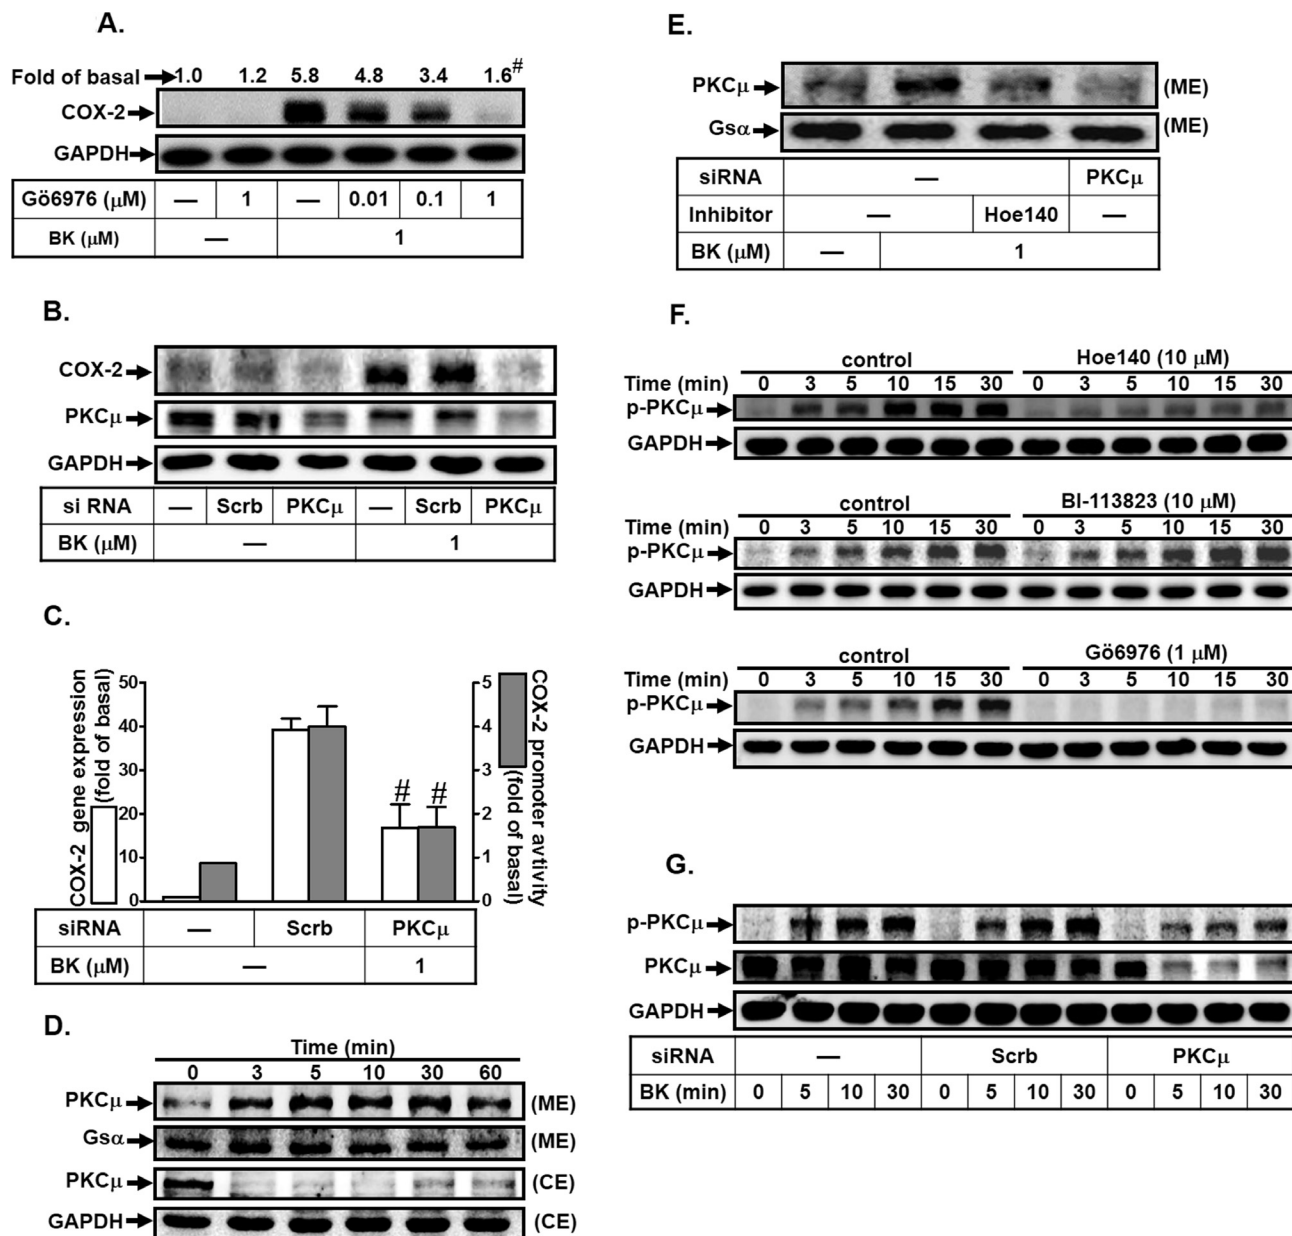 A.
Fold of basal 1.0 1.2 5.8 4.8 3.4 1.6#
COX-2
GAPDH
Gö6976 (μM) — 1 — 0.01 0.1 1
BK (μM) — 1
B.
COX-2
PKCμ
GAPDH
si RNA — Scrb PKCμ — Scrb PKCμ
BK (μM) — 1
C.
COX-2 gene expression
(fold of basal)
50
40
30
20
10
0
# #
5
4
3
2
1
0
COX-2 promoter avtivity
(fold of basal)
siRNA — Scrb PKCμ
BK (μM) — 1
D.
Time (min)
0 3 5 10 30 60
PKCμ (ME)
Gsα (ME)
PKCμ (CE)
GAPDH (CE)
E.
PKCμ (ME)
Gsα (ME)
siRNA — PKCμ
Inhibitor — Hoe140 —
BK (μM) — 1
F.
control Hoe140 (10 μM)
Time (min) 0 3 5 10 15 30 0 3 5 10 15 30
p-PKCμ
GAPDH
control BI-113823 (10 μM)
Time (min) 0 3 5 10 15 30 0 3 5 10 15 30
p-PKCμ
GAPDH
control Gö6976 (1 μM)
Time (min) 0 3 5 10 15 30 0 3 5 10 15 30
p-PKCμ
GAPDH
G.
p-PKCμ
PKCμ
GAPDH
siRNA — Scrb PKCμ
BK (min) 0 5 10 30 0 5 10 30 0 5 10 30